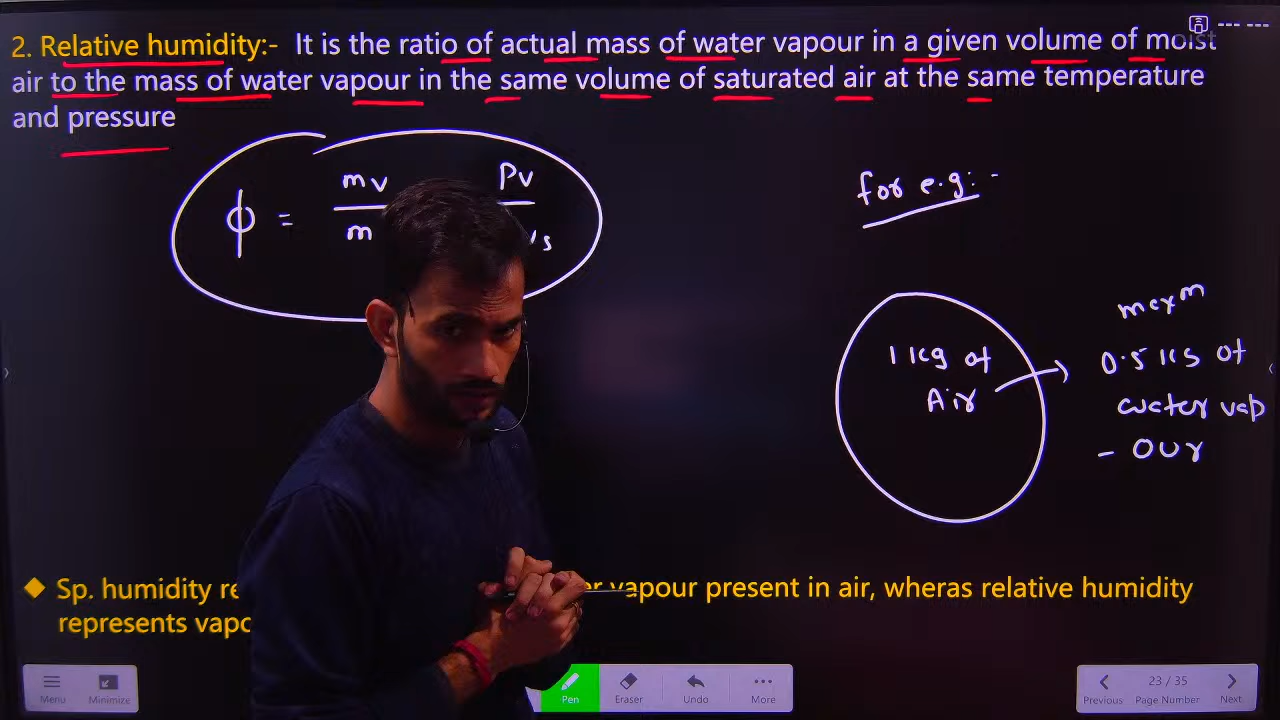 2. Relative humidity:- It is the ratio of actual mass of water vapour in a given volume of moist
air to the mass of water vapour in the same volume of saturated air at the same temperature
and pressure
ϕ = mv Pv
m s
for e.g: -
1 kg of
Air
maxm
0.5 kg of
water vap
- our
Sp. humidity vapour present in air, wheras relative humidity
represents
Menu
Minimize
Pen
Eraser
Undo
More
Previous
23 / 35
Page Number
Next